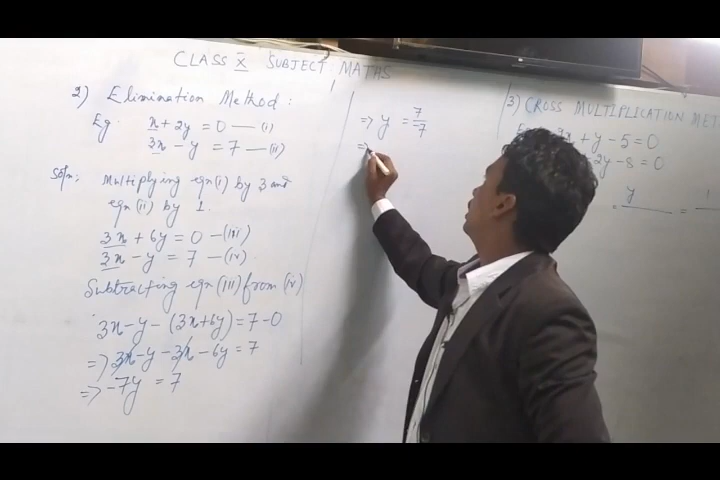 CLASS X SUBJECT MATHS
2) Elimination Method:
Eg. x + 2y = 0 — (i)
3x - y = 7 — (ii)
Soln: Multiplying eqn (i) by 3 and
eqn (ii) by 1.
3x + 6y = 0 — (iii)
3x - y = 7 — (iv)
Subtracting eqn (iii) from (iv)
3x - y - (3x + 6y) = 7 - 0
=> 3x - y - 3x - 6y = 7
=> -7y = 7
=> y = 7/-7
=>
3) CROSS MULTIPLICATION
x + y - 5 = 0
2y - 8 = 0
y
= — = 1